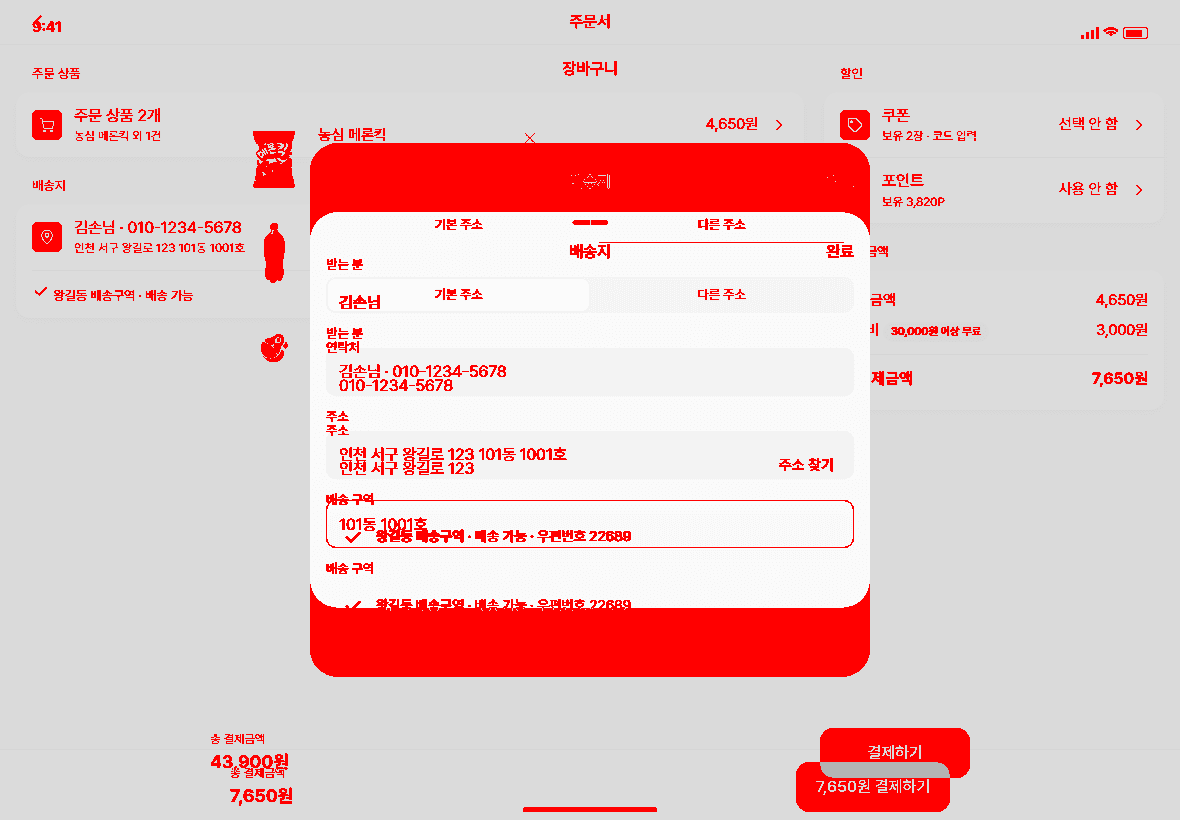 9:41
주문서
장바구니
주문 상품
주문 상품 2개
농심 메론킥 외 1건
메론킥
농심 메론킥
4,650원
배송지
김손님 · 010-1234-5678
인천 서구 왕길로 123 101동 1001호
왕길동 배송구역 · 배송 가능
할인
쿠폰
보유 2장 · 코드 입력
선택 안 함
포인트
보유 3,820P
사용 안 함
금액
금액
4,650원
비
30,000원 이상 무료
3,000원
제금액
7,650원
배송지
기본 주소
다른 주소
배송지
완료
받는 분
김손님
기본 주소
다른 주소
받는 분
연락처
김손님 · 010-1234-5678
010-1234-5678
주소
주소
인천 서구 왕길로 123 101동 1001호
인천 서구 왕길로 123
주소 찾기
배송 구역
101동 1001호
왕길동 배송구역 · 배송 가능 · 우편번호 22689
배송 구역
왕길동 배송구역 · 배송 가능 · 우편번호 22689
총 결제금액
43,900원
총 결제금액
7,650원
결제하기
7,650원 결제하기